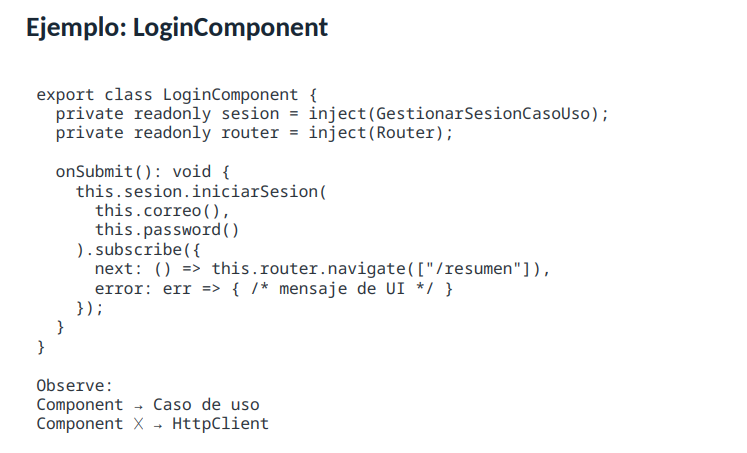 Ejemplo: LoginComponent
export class LoginComponent {
  private readonly sesion = inject(GestionarSesionCasoUso);
  private readonly router = inject(Router);
  onSubmit(): void {
    this.sesion.iniciarSesion(
      this.correo(),
      this.password()
    ).subscribe({
      next: () => this.router.navigate(["/resumen"]),
      error: err => { /* mensaje de UI */ }
    });
  }
}
Observe:
Component → Caso de uso
Component ╳ → HttpClient